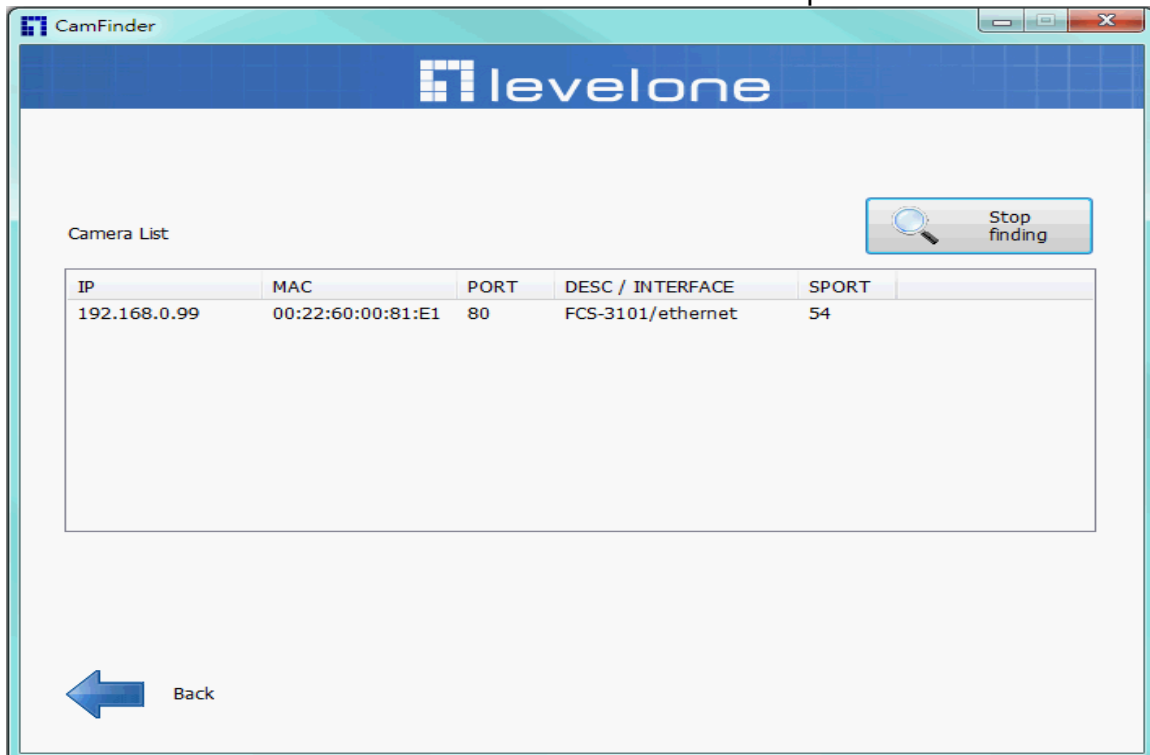 CamFinder
levelone
Stop
finding
Camera List
IP MAC PORT DESC / INTERFACE SPORT
192.168.0.99 00:22:60:00:81:E1 80 FCS-3101/ethernet 54
Back